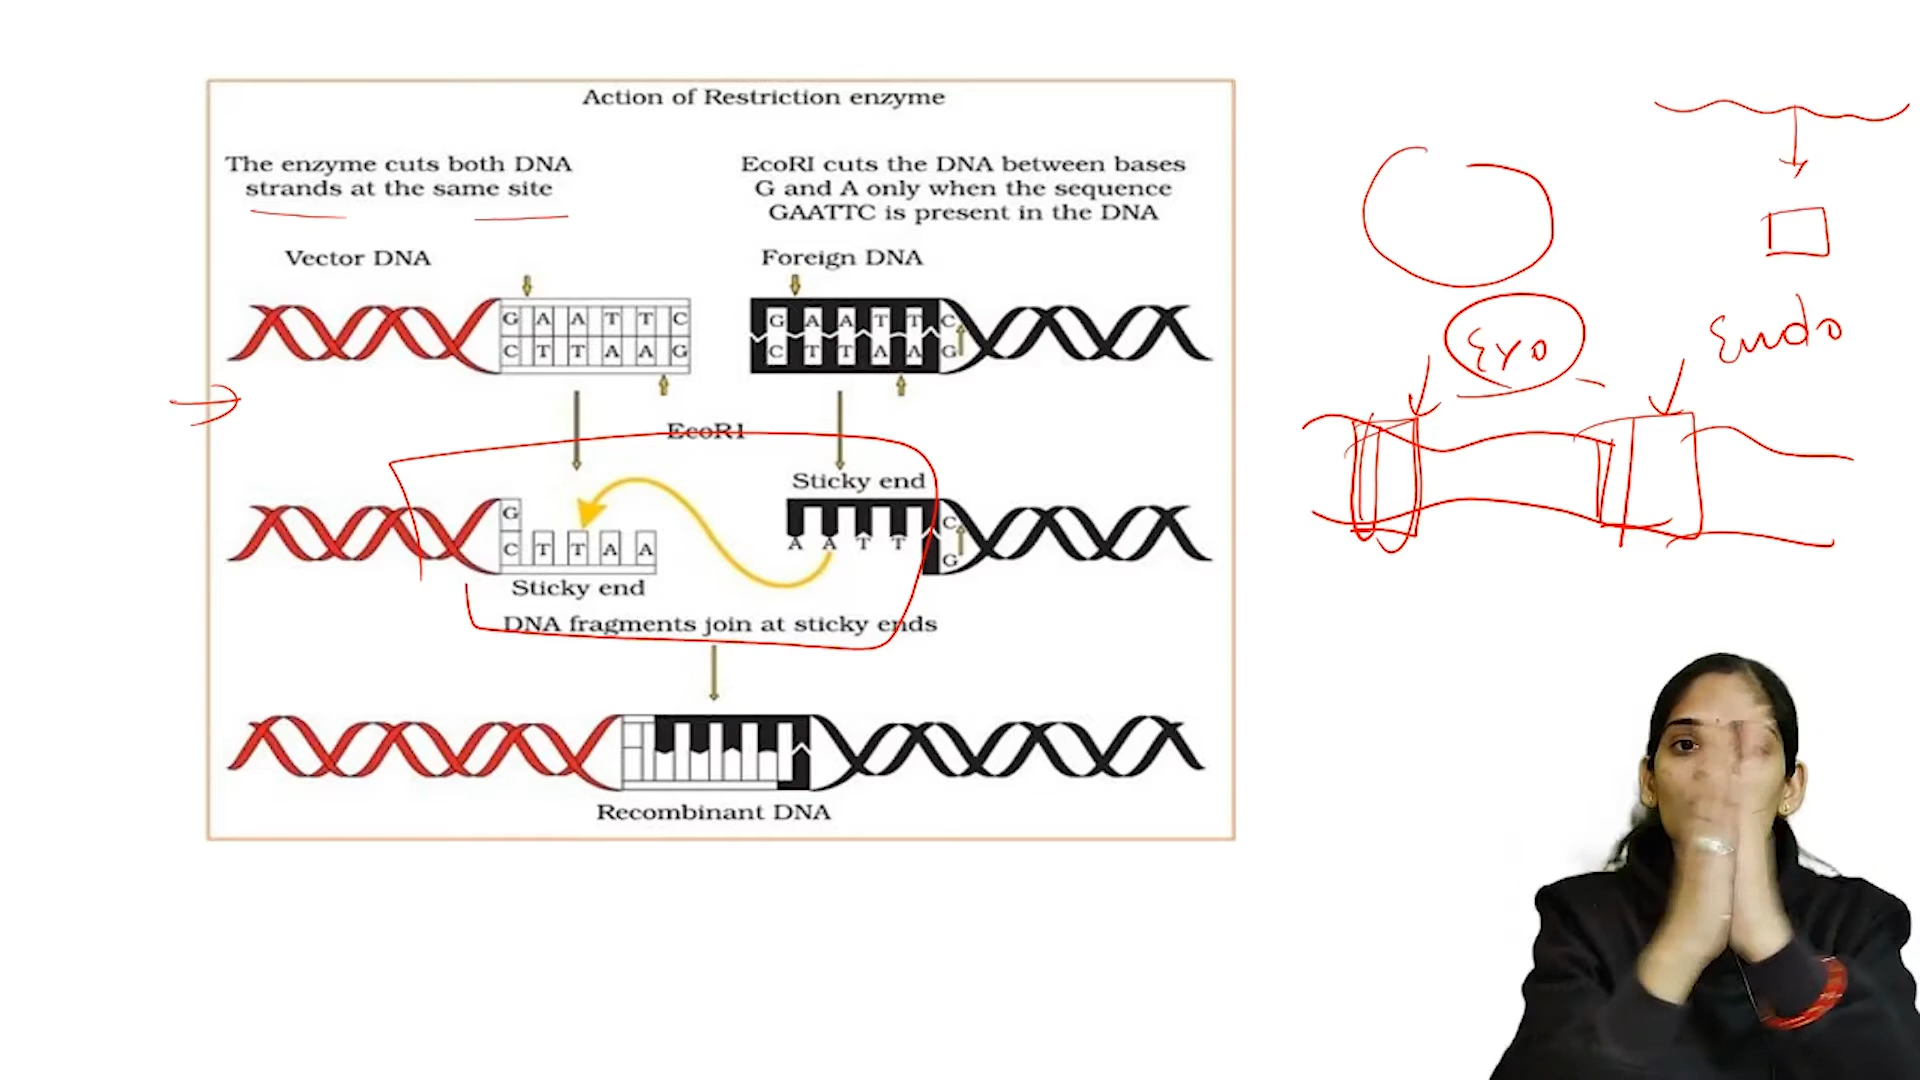 Action of Restriction enzyme
The enzyme cuts both DNA
strands at the same site
EcoRI cuts the DNA between bases
G and A only when the sequence
GAATTC is present in the DNA
Vector DNA
Foreign DNA
G A A T T C
C T T A A G
G A A T T C
C T T A A G
Exo
Endo
EcoR1
Sticky end
G
C T T A A
A A T T
C
G
Sticky end
DNA fragments join at sticky ends
Recombinant DNA